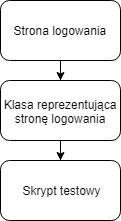 Strona logowania
Klasa reprezentująca
stronę logowania
Skrypt testowy